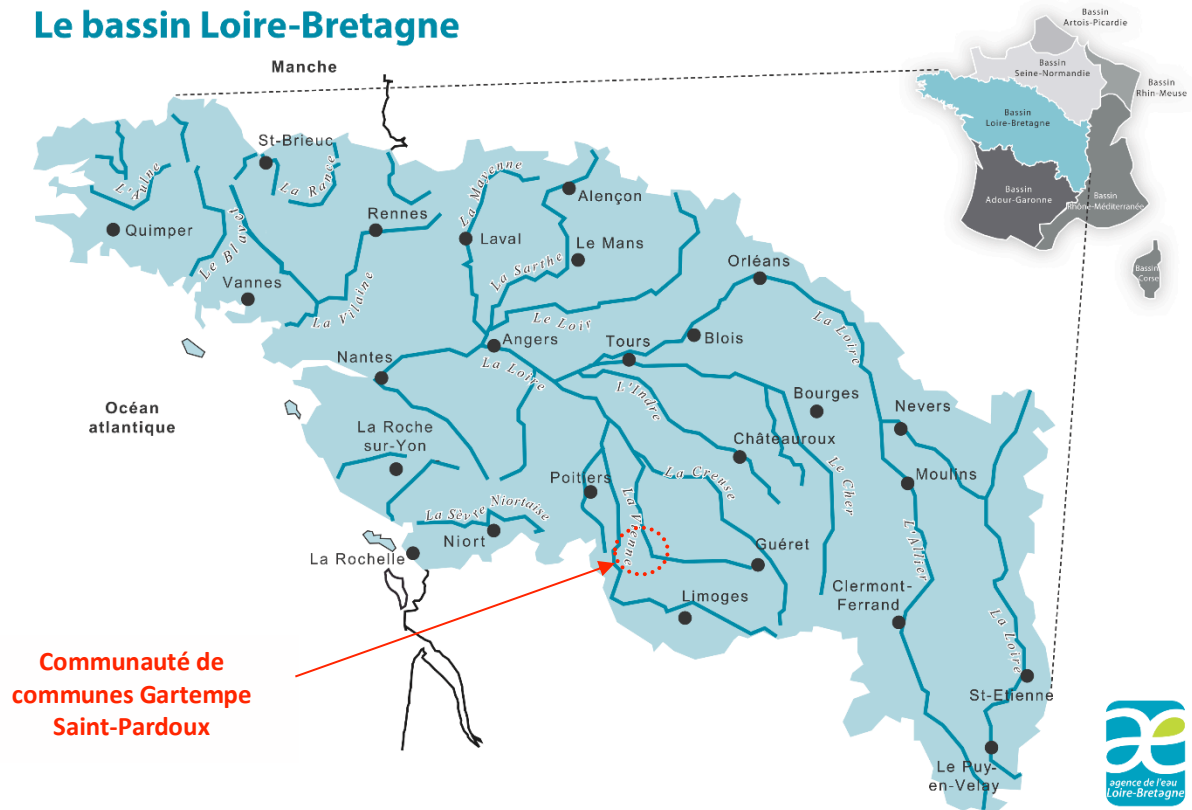 Le bassin Loire-Bretagne
Manche
Bassin
Artois-Picardie
Bassin
Seine-Normandie
Bassin
Rhin-Meuse
Bassin
Loire-Bretagne
Bassin
Adour-Garonne
Bassin
Rhône-Méditerranée
Bassin
Corse
St-Brieuc
L'Aulne
La Rance
La Mayenne
Alençon
Quimper
Le Blavet
Rennes
Laval
Le Mans
La Sarthe
Vannes
La Vilaine
Orléans
Le Loir
La Loire
Angers
Tours
Blois
Nantes
La Loire
L'Indre
Bourges
Océan
atlantique
Nevers
La Roche
sur-Yon
Châteauroux
Le Cher
Poitiers
La Creuse
Moulins
La Sèvre Niortaise
La Vienne
Niort
L'Allier
La Rochelle
Guéret
Limoges
Clermont-
Ferrand
La Loire
Communauté de
communes Gartempe
Saint-Pardoux
St-Etienne
Le Puy-
en-Velay
agence de l'eau
Loire-Bretagne